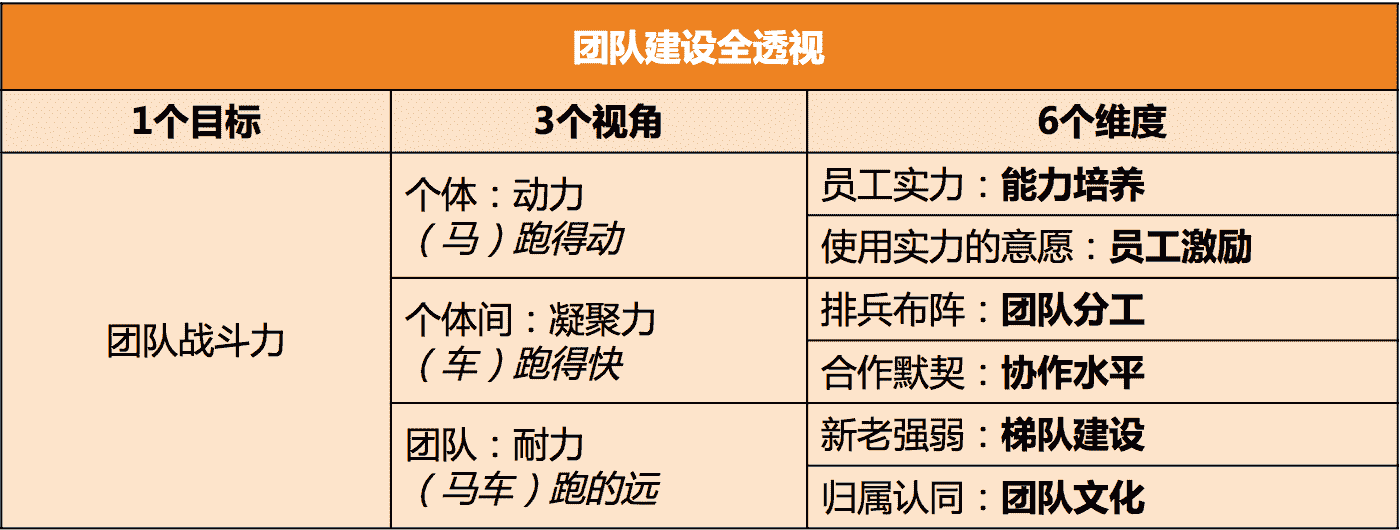 团队建设全透视
1个目标
3个视角
6个维度
团队战斗力
个体：动力
（马）跑得动
员工实力：能力培养
使用实力的意愿：员工激励
个体间：凝聚力
（车）跑得快
排兵布阵：团队分工
合作默契：协作水平
团队：耐力
（马车）跑的远
新老强弱：梯队建设
归属认同：团队文化